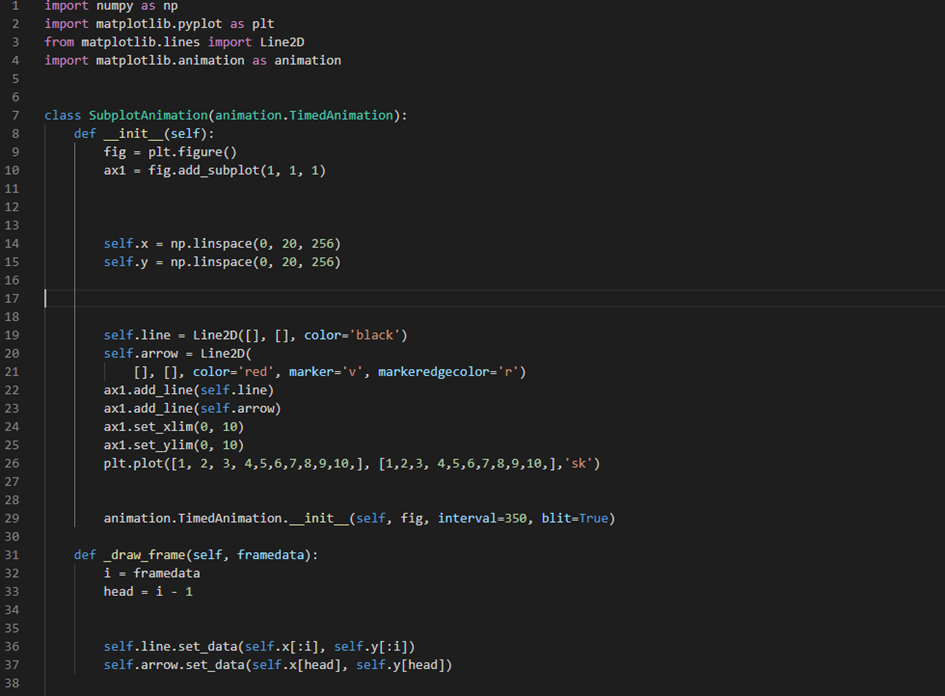 1 import numpy as np
2 import matplotlib.pyplot as plt
3 from matplotlib.lines import Line2D
4 import matplotlib.animation as animation
5
6
7 class SubplotAnimation(animation.TimedAnimation):
8     def __init__(self):
9         fig = plt.figure()
10         ax1 = fig.add_subplot(1, 1, 1)
11
12
13
14         self.x = np.linspace(0, 20, 256)
15         self.y = np.linspace(0, 20, 256)
16
17
18
19         self.line = Line2D([], [], color='black')
20         self.arrow = Line2D(
21             [], [], color='red', marker='v', markeredgecolor='r')
22         ax1.add_line(self.line)
23         ax1.add_line(self.arrow)
24         ax1.set_xlim(0, 10)
25         ax1.set_ylim(0, 10)
26         plt.plot([1, 2, 3, 4,5,6,7,8,9,10,], [1,2,3, 4,5,6,7,8,9,10,],'sk')
27
28
29         animation.TimedAnimation.__init__(self, fig, interval=350, blit=True)
30
31     def _draw_frame(self, framedata):
32         i = framedata
33         head = i - 1
34
35
36         self.line.set_data(self.x[:i], self.y[:i])
37         self.arrow.set_data(self.x[head], self.y[head])
38